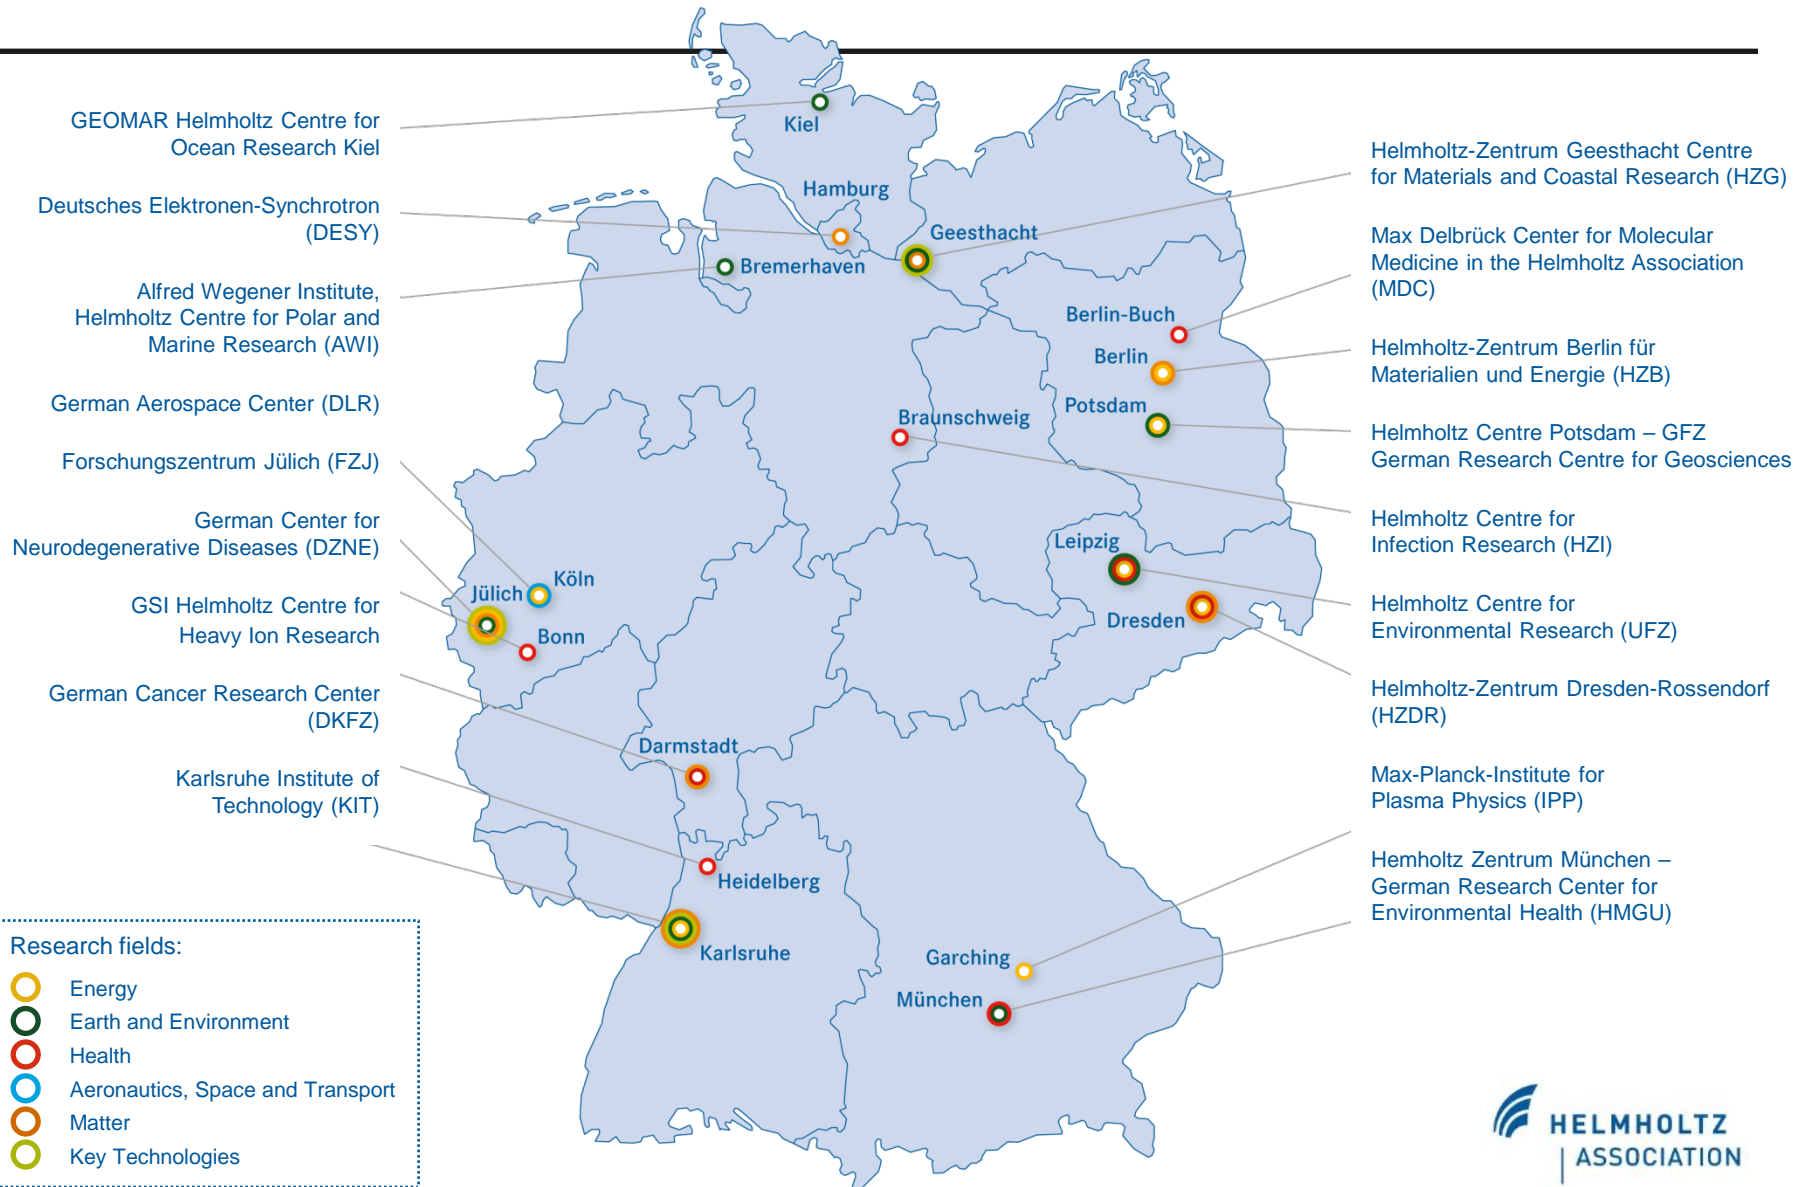 GEOMAR Helmholtz Centre for
Ocean Research Kiel
Deutsches Elektronen-Synchrotron
(DESY)
Alfred Wegener Institute,
Helmholtz Centre for Polar and
Marine Research (AWI)
German Aerospace Center (DLR)
Forschungszentrum Jülich (FZJ)
German Center for
Neurodegenerative Diseases (DZNE)
GSI Helmholtz Centre for
Heavy Ion Research
German Cancer Research Center
(DKFZ)
Karlsruhe Institute of
Technology (KIT)
Kiel
Hamburg
Geesthacht
Bremerhaven
Berlin-Buch
Berlin
Potsdam
Braunschweig
Leipzig
Dresden
Köln
Jülich
Bonn
Darmstadt
Heidelberg
Karlsruhe
Garching
München
Helmholtz-Zentrum Geesthacht Centre
for Materials and Coastal Research (HZG)
Max Delbrück Center for Molecular
Medicine in the Helmholtz Association
(MDC)
Helmholtz-Zentrum Berlin für
Materialien und Energie (HZB)
Helmholtz Centre Potsdam – GFZ
German Research Centre for Geosciences
Helmholtz Centre for
Infection Research (HZI)
Helmholtz Centre for
Environmental Research (UFZ)
Helmholtz-Zentrum Dresden-Rossendorf
(HZDR)
Max-Planck-Institute for
Plasma Physics (IPP)
Hemholtz Zentrum München –
German Research Center for
Environmental Health (HMGU)
Research fields:
Energy
Earth and Environment
Health
Aeronautics, Space and Transport
Matter
Key Technologies
HELMHOLTZ
ASSOCIATION